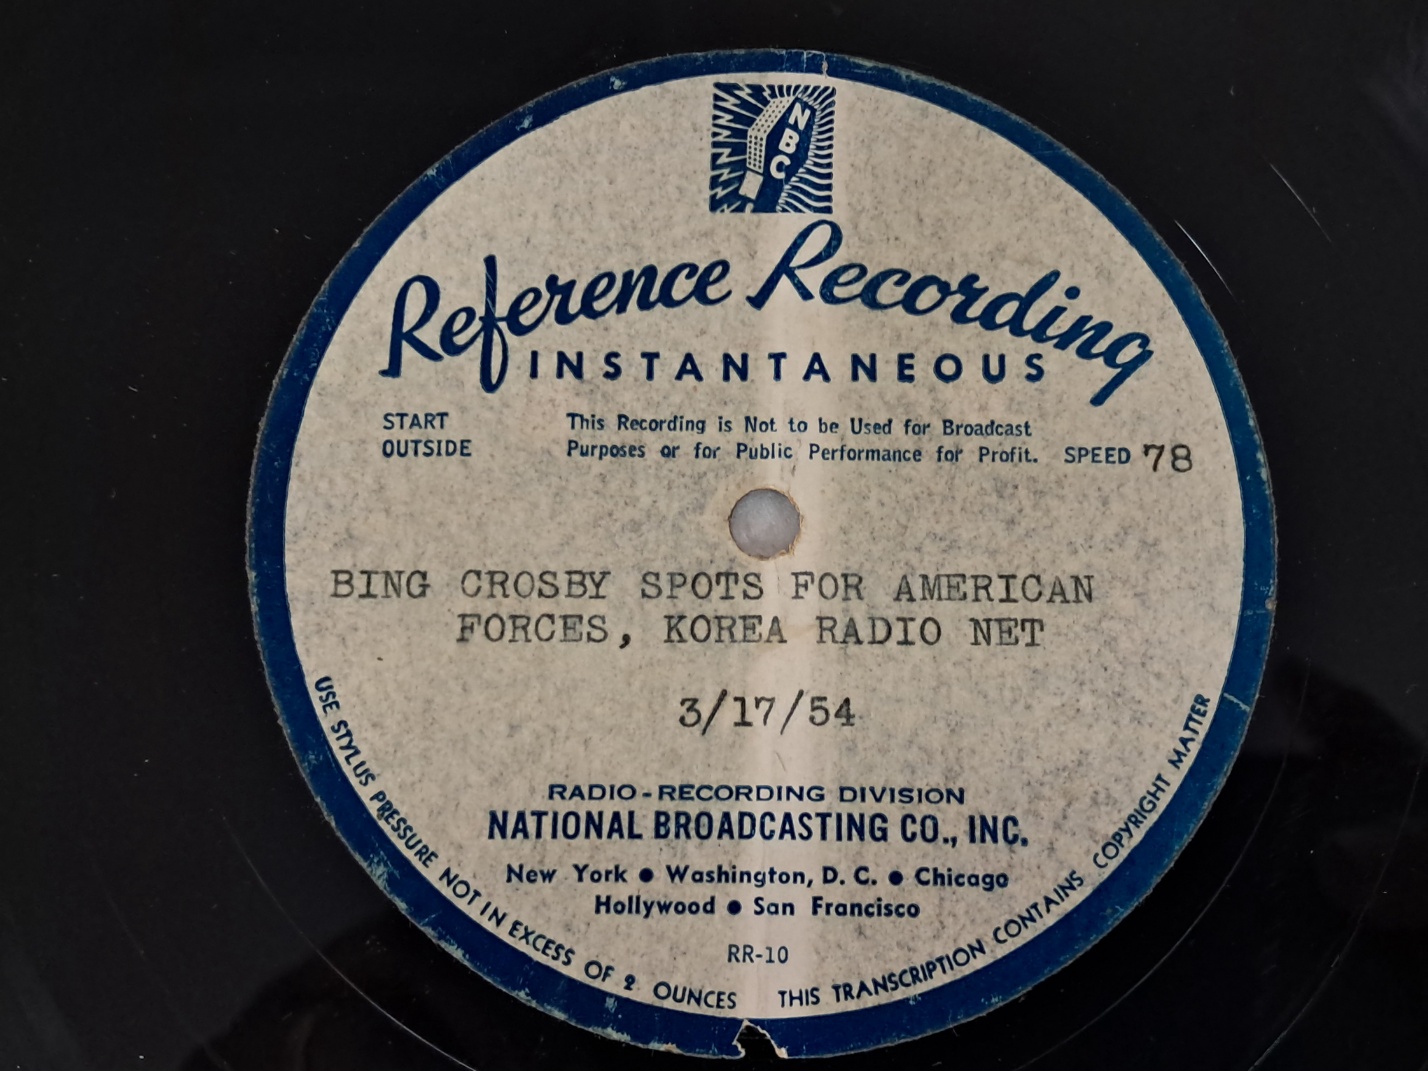 NBC
Reference Recording
INSTANTANEOUS
START
OUTSIDE
This Recording is Not to be Used for Broadcast
Purposes or for Public Performance for Profit.
SPEED 78
BING CROSBY SPOTS FOR AMERICAN
FORCES, KOREA RADIO NET
3/17/54
RADIO-RECORDING DIVISION
NATIONAL BROADCASTING CO., INC.
New York ● Washington, D. C. ● Chicago
Hollywood ● San Francisco
RR-10
USE STYLUS PRESSURE NOT IN EXCESS OF 2 OUNCES
THIS TRANSCRIPTION CONTAINS COPYRIGHT MATTER